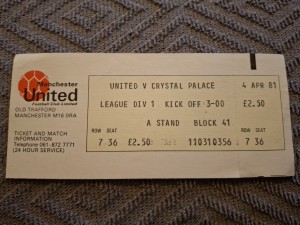 Manchester
United
Football Club Limited
OLD TRAFFORD
MANCHESTER M16 0RA
TICKET AND MATCH
INFORMATION
Telephone 061-872 7771
(24 HOUR SERVICE)
UNITED V CRYSTAL PALACE 4 APR 81
LEAGUE DIV 1 KICK OFF 3-00 £2.50
A STAND BLOCK 41
ROW SEAT ROW SEAT
7 36 £2.50 110310356 7 36